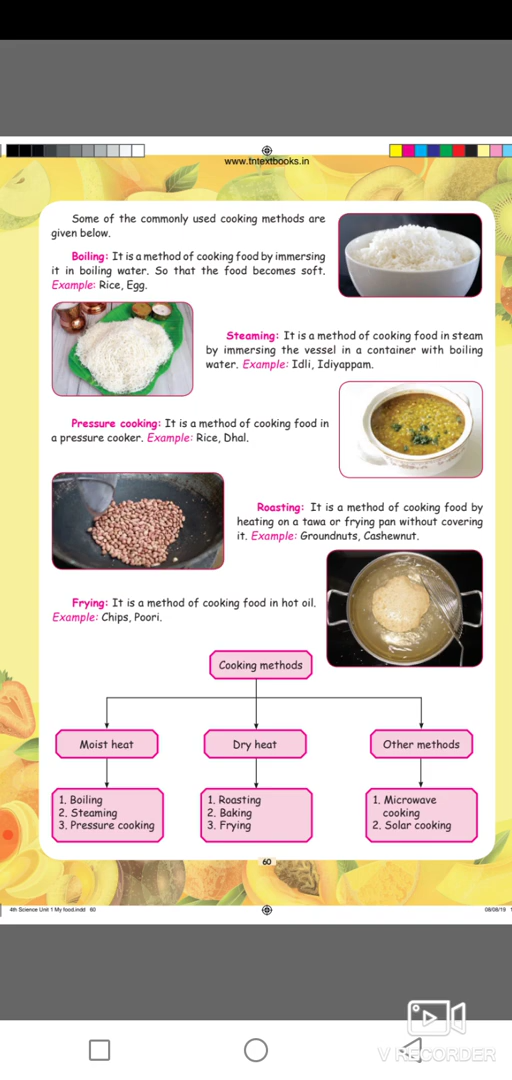 www.tntextbooks.in
Some of the commonly used cooking methods are
given below.
Boiling: It is a method of cooking food by immersing
it in boiling water. So that the food becomes soft.
Example: Rice, Egg.
Steaming: It is a method of cooking food in steam
by immersing the vessel in a container with boiling
water. Example: Idli, Idiyappam.
Pressure cooking: It is a method of cooking food in
a pressure cooker. Example: Rice, Dhal.
Roasting: It is a method of cooking food by
heating on a tawa or frying pan without covering
it. Example: Groundnuts, Cashewnut.
Frying: It is a method of cooking food in hot oil.
Example: Chips, Poori.
Cooking methods
Moist heat
Dry heat
Other methods
1. Boiling
2. Steaming
3. Pressure cooking
1. Roasting
2. Baking
3. Frying
1. Microwave
cooking
2. Solar cooking
60
4th Science Unit 1 My food.indd 60
08/08/19 1
V RECORDER